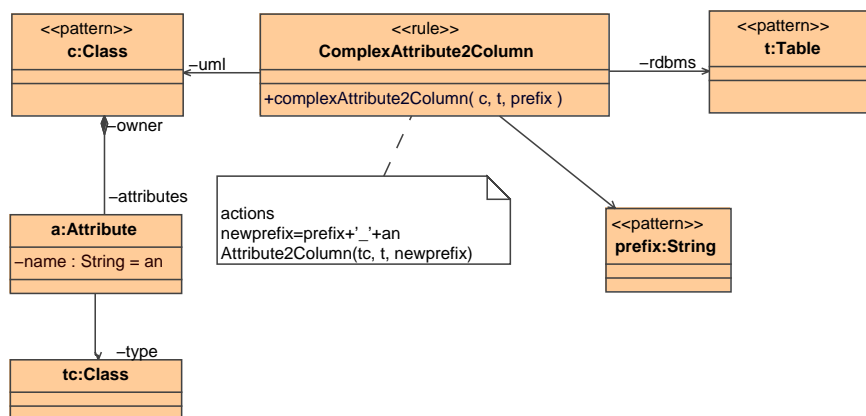 <<pattern>>
c:Class
<<rule>>
ComplexAttribute2Column
<<pattern>>
t:Table
–uml
–rdbms
+complexAttribute2Column( c, t, prefix )
–owner
–attributes
a:Attribute
–name : String = an
actions
newprefix=prefix+'_'+an
Attribute2Column(tc, t, newprefix)
<<pattern>>
prefix:String
–type
tc:Class